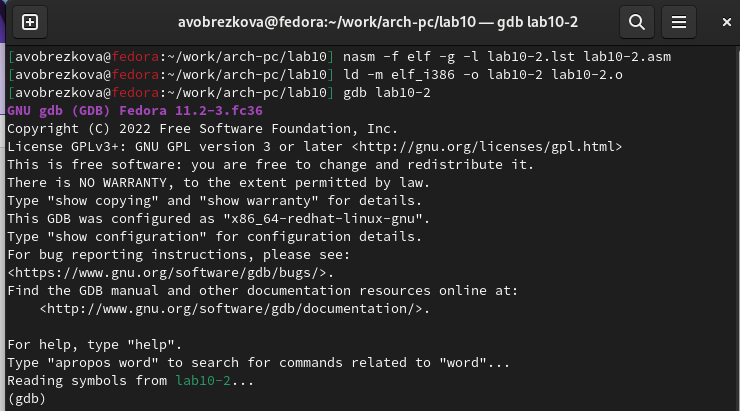 avobrezkova@fedora:~/work/arch-pc/lab10 — gdb lab10-2
[avobrezkova@fedora:~/work/arch-pc/lab10] nasm -f elf -g -l lab10-2.lst lab10-2.asm
[avobrezkova@fedora:~/work/arch-pc/lab10] ld -m elf_i386 -o lab10-2 lab10-2.o
[avobrezkova@fedora:~/work/arch-pc/lab10] gdb lab10-2
GNU gdb (GDB) Fedora 11.2-3.fc36
Copyright (C) 2022 Free Software Foundation, Inc.
License GPLv3+: GNU GPL version 3 or later <http://gnu.org/licenses/gpl.html>
This is free software: you are free to change and redistribute it.
There is NO WARRANTY, to the extent permitted by law.
Type "show copying" and "show warranty" for details.
This GDB was configured as "x86_64-redhat-linux-gnu".
Type "show configuration" for configuration details.
For bug reporting instructions, please see:
<https://www.gnu.org/software/gdb/bugs/>.
Find the GDB manual and other documentation resources online at:
    <http://www.gnu.org/software/gdb/documentation/>.

For help, type "help".
Type "apropos word" to search for commands related to "word"...
Reading symbols from lab10-2...
(gdb)